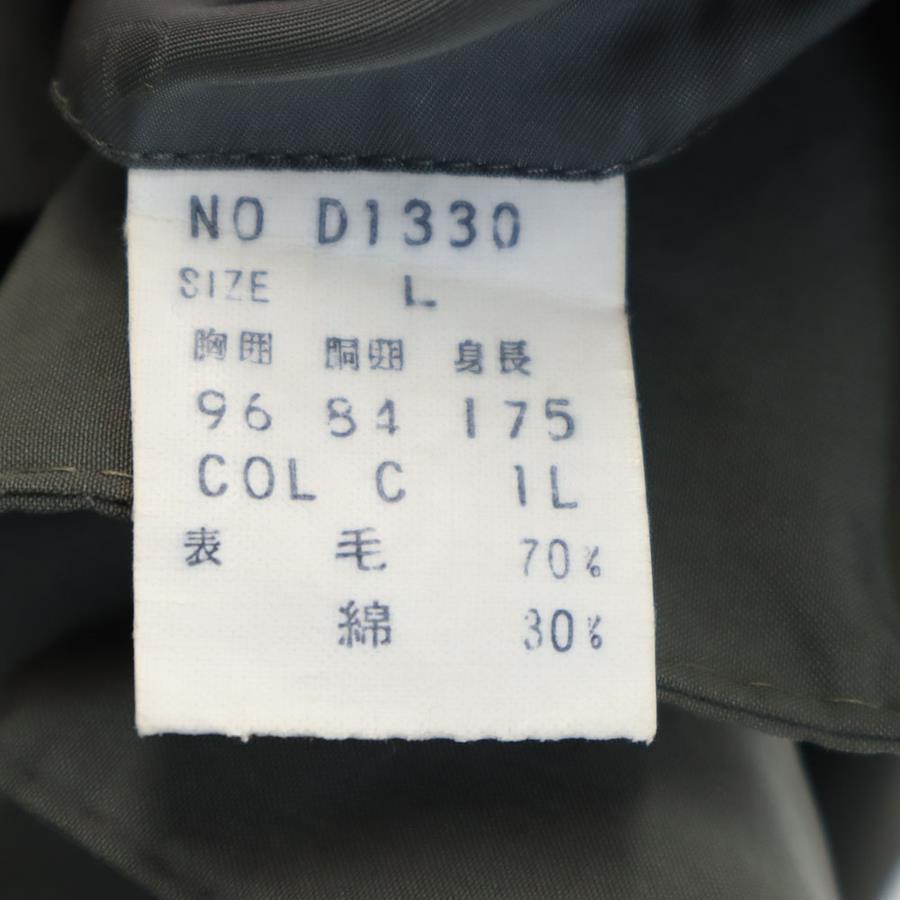 NO D1330
SIZE L
胸囲 胴囲 身長
96 84 175
COL C 1L
表 毛 70%
綿 30%